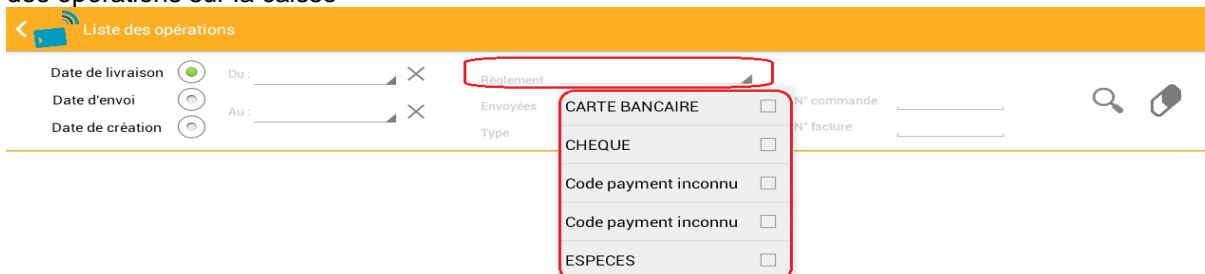 des opérations sur la caisse
Liste des opérations
Date de livraison
Date d'envoi
Date de création
Du :
Au :
Règlement
Envoyées
Type
CARTE BANCAIRE
CHEQUE
Code payment inconnu
Code payment inconnu
ESPECES
N° commande
N° facture